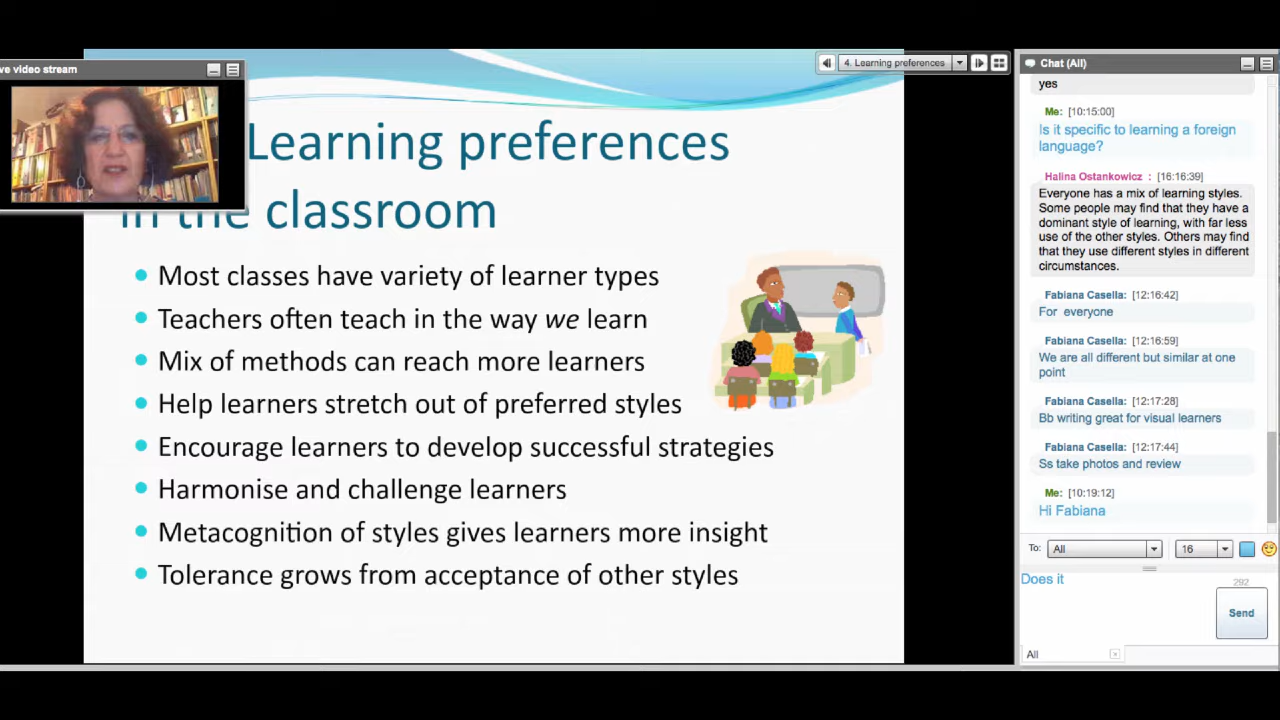 ve video stream
4. Learning preferences
Learning preferences
in the classroom
Most classes have variety of learner types
Teachers often teach in the way we learn
Mix of methods can reach more learners
Help learners stretch out of preferred styles
Encourage learners to develop successful strategies
Harmonise and challenge learners
Metacognition of styles gives learners more insight
Tolerance grows from acceptance of other styles
Chat (All)
yes
Me: [10:15:00]
Is it specific to learning a foreign
language?
Halina Ostankowicz : [16:16:39]
Everyone has a mix of learning styles.
Some people may find that they have a
dominant style of learning, with far less
use of the other styles. Others may find
that they use different styles in different
circumstances.
Fabiana Casella: [12:16:42]
For everyone
Fabiana Casella: [12:16:59]
We are all different but similar at one
point
Fabiana Casella: [12:17:28]
Bb writing great for visual learners
Fabiana Casella: [12:17:44]
Ss take photos and review
Me: [10:19:12]
Hi Fabiana
To: All 16
Does it
292
Send
All